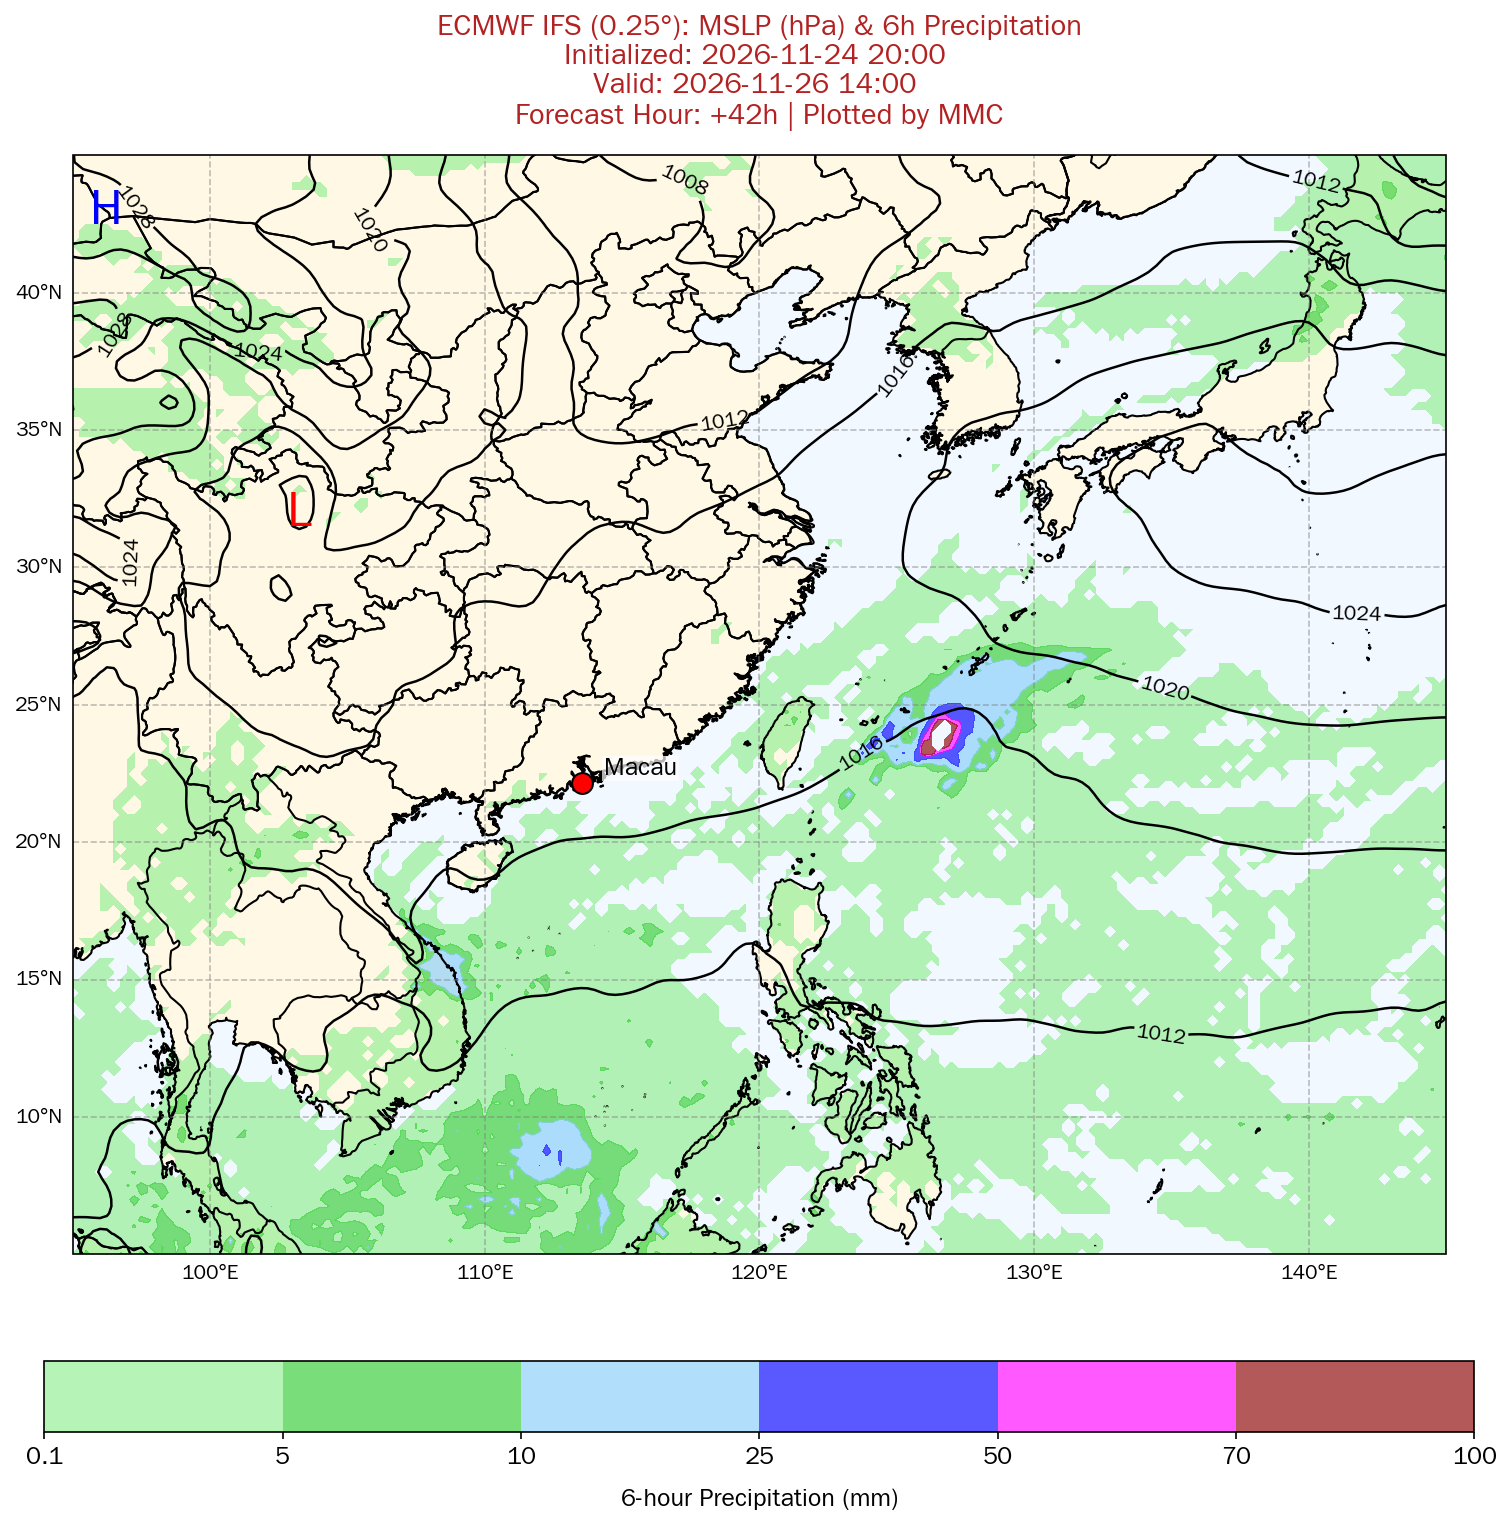 ECMWF IFS (0.25°): MSLP (hPa) & 6h Precipitation
Initialized: 2026-11-24 20:00
Valid: 2026-11-26 14:00
Forecast Hour: +42h | Plotted by MMC
1008
1012
H
1028
1020
40°N
1028
1024
1016
1012
35°N
L
30°N
1024
1024
1020
25°N
1016
Macau
20°N
15°N
1012
10°N
100°E
110°E
120°E
130°E
140°E
0.1
5
10
25
50
70
100
6-hour Precipitation (mm)